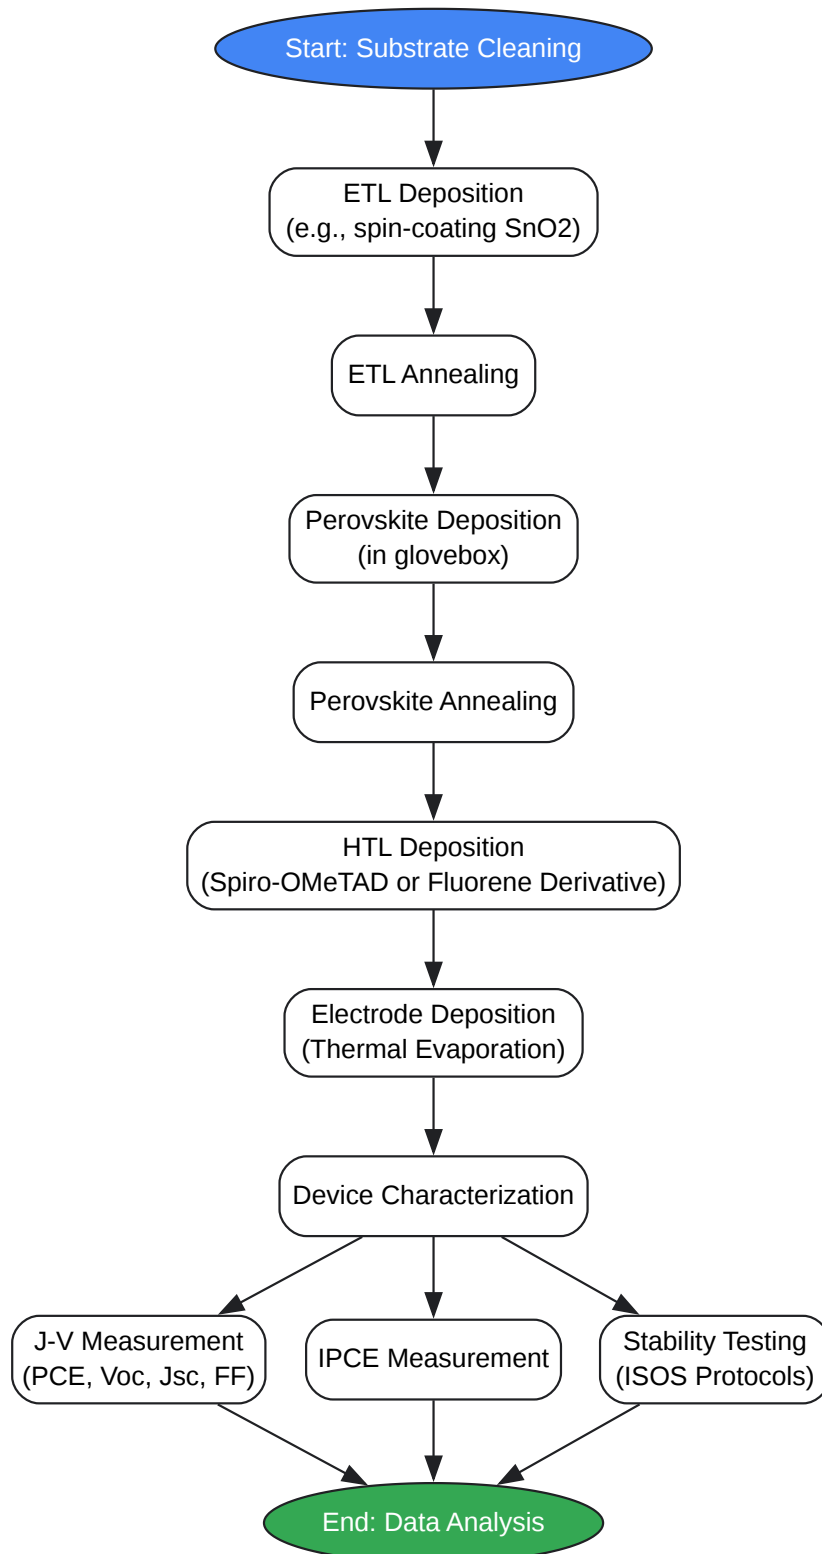 Start: Substrate Cleaning
ETL Deposition
(e.g., spin-coating SnO2)
ETL Annealing
Perovskite Deposition
(in glovebox)
Perovskite Annealing
HTL Deposition
(Spiro-OMeTAD or Fluorene Derivative)
Electrode Deposition
(Thermal Evaporation)
Device Characterization
J-V Measurement
(PCE, Voc, Jsc, FF)
IPCE Measurement
Stability Testing
(ISOS Protocols)
End: Data Analysis